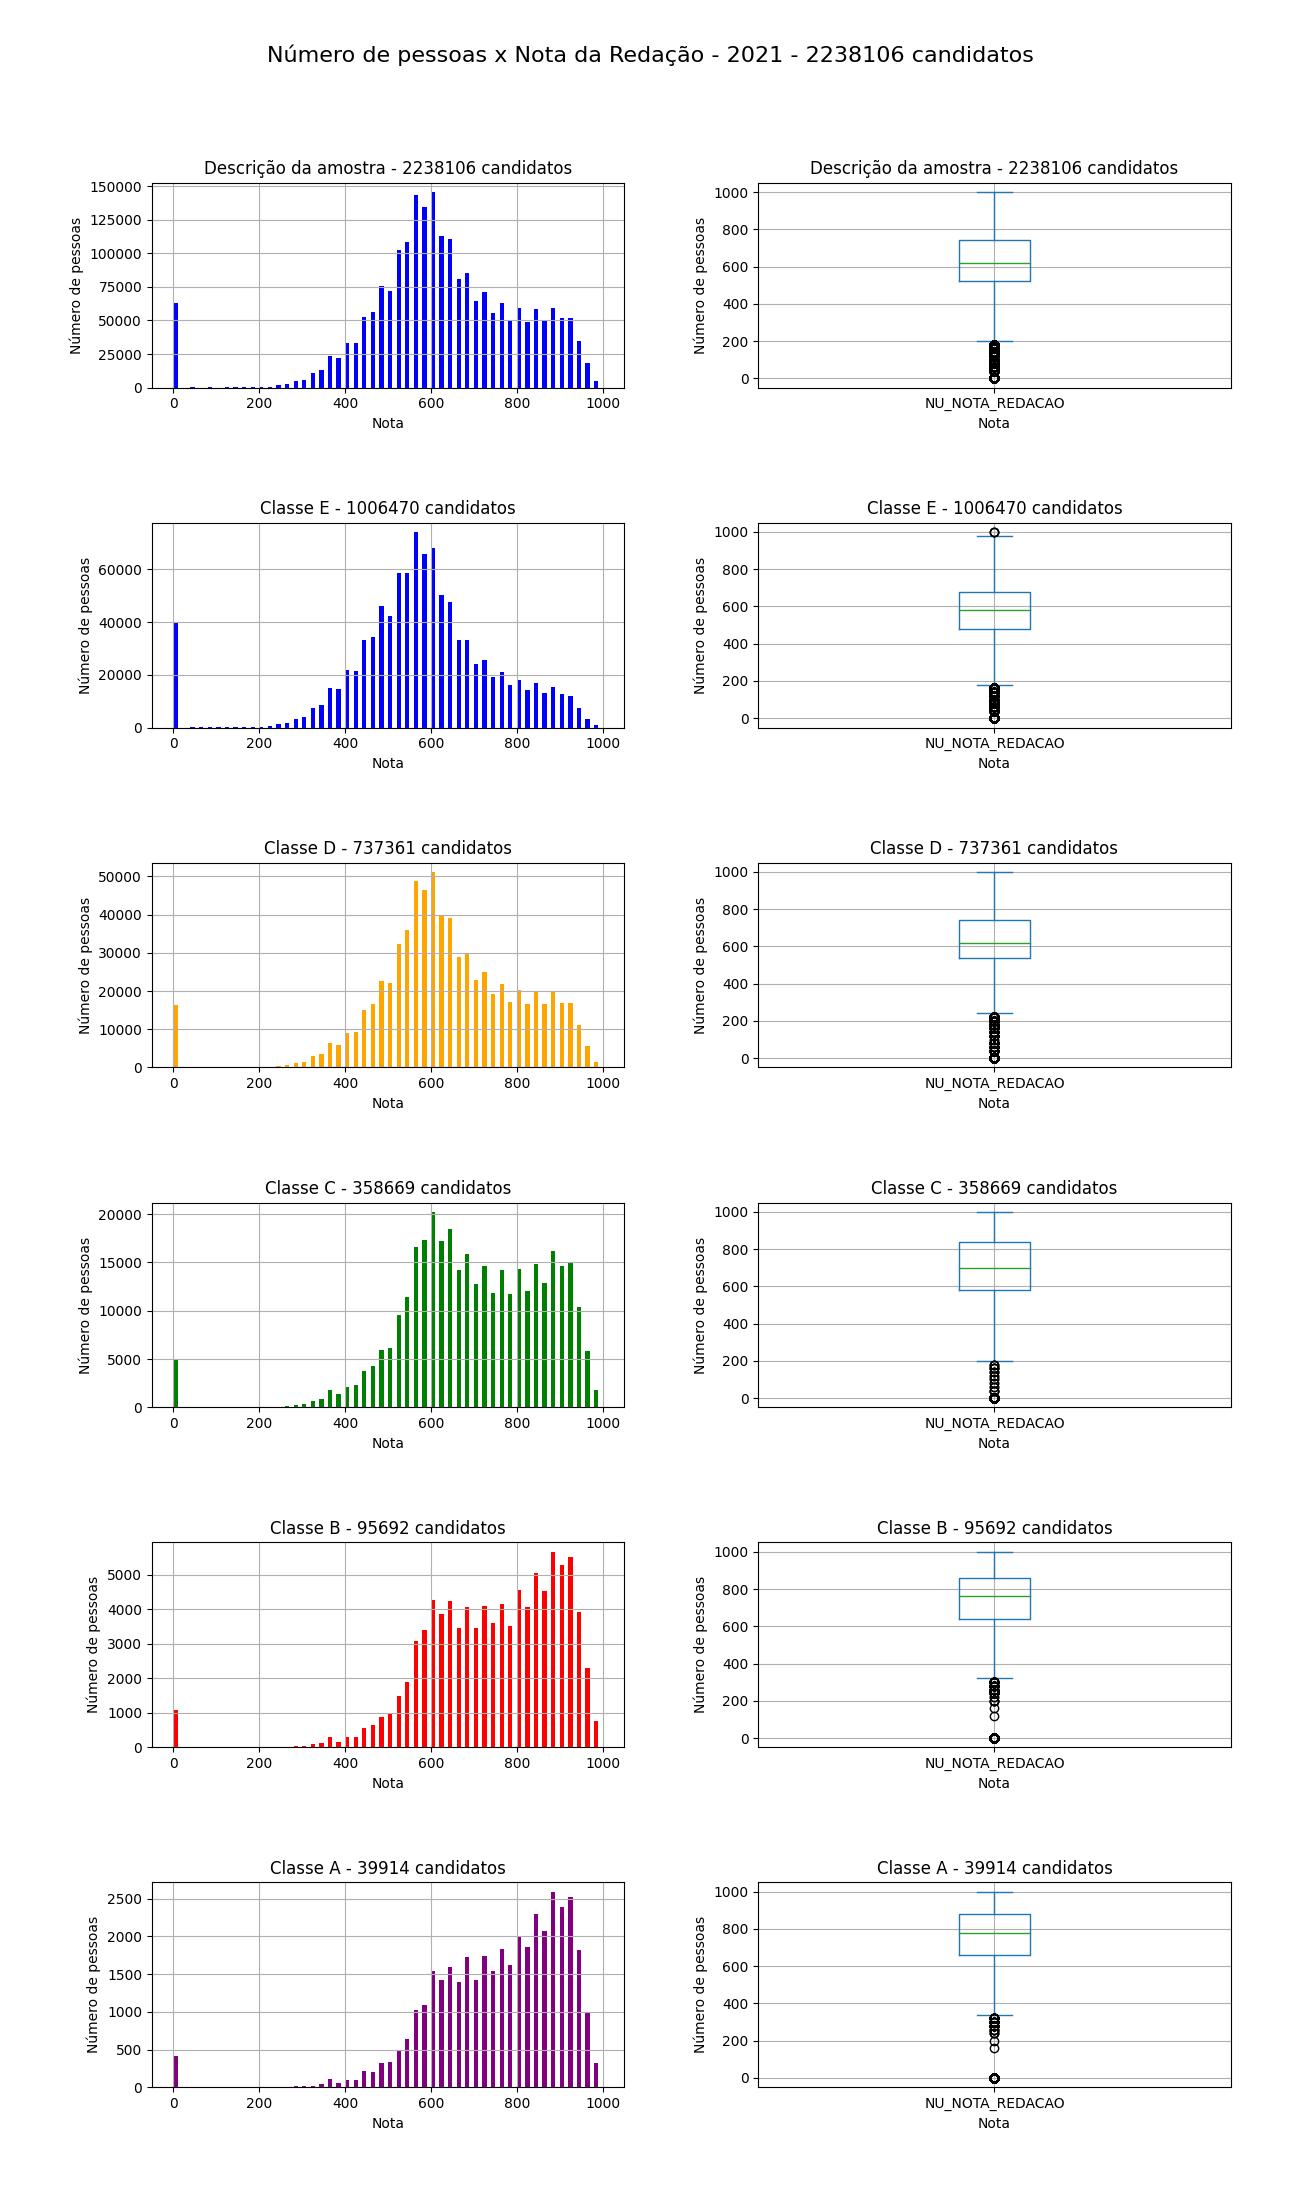 Número de pessoas x Nota da Redação - 2021 - 2238106 candidatos
Descrição da amostra - 2238106 candidatos
Número de pessoas
150000
125000
100000
75000
50000
25000
0
0 200 400 600 800 1000
Nota
Descrição da amostra - 2238106 candidatos
Número de pessoas
1000
800
600
400
200
0
NU_NOTA_REDACAO
Nota
Classe E - 1006470 candidatos
Número de pessoas
60000
40000
20000
0
0 200 400 600 800 1000
Nota
Classe E - 1006470 candidatos
Número de pessoas
1000
800
600
400
200
0
NU_NOTA_REDACAO
Nota
Classe D - 737361 candidatos
Número de pessoas
50000
40000
30000
20000
10000
0
0 200 400 600 800 1000
Nota
Classe D - 737361 candidatos
Número de pessoas
1000
800
600
400
200
0
NU_NOTA_REDACAO
Nota
Classe C - 358669 candidatos
Número de pessoas
20000
15000
10000
5000
0
0 200 400 600 800 1000
Nota
Classe C - 358669 candidatos
Número de pessoas
1000
800
600
400
200
0
NU_NOTA_REDACAO
Nota
Classe B - 95692 candidatos
Número de pessoas
5000
4000
3000
2000
1000
0
0 200 400 600 800 1000
Nota
Classe B - 95692 candidatos
Número de pessoas
1000
800
600
400
200
0
NU_NOTA_REDACAO
Nota
Classe A - 39914 candidatos
Número de pessoas
2500
2000
1500
1000
500
0
0 200 400 600 800 1000
Nota
Classe A - 39914 candidatos
Número de pessoas
1000
800
600
400
200
0
NU_NOTA_REDACAO
Nota